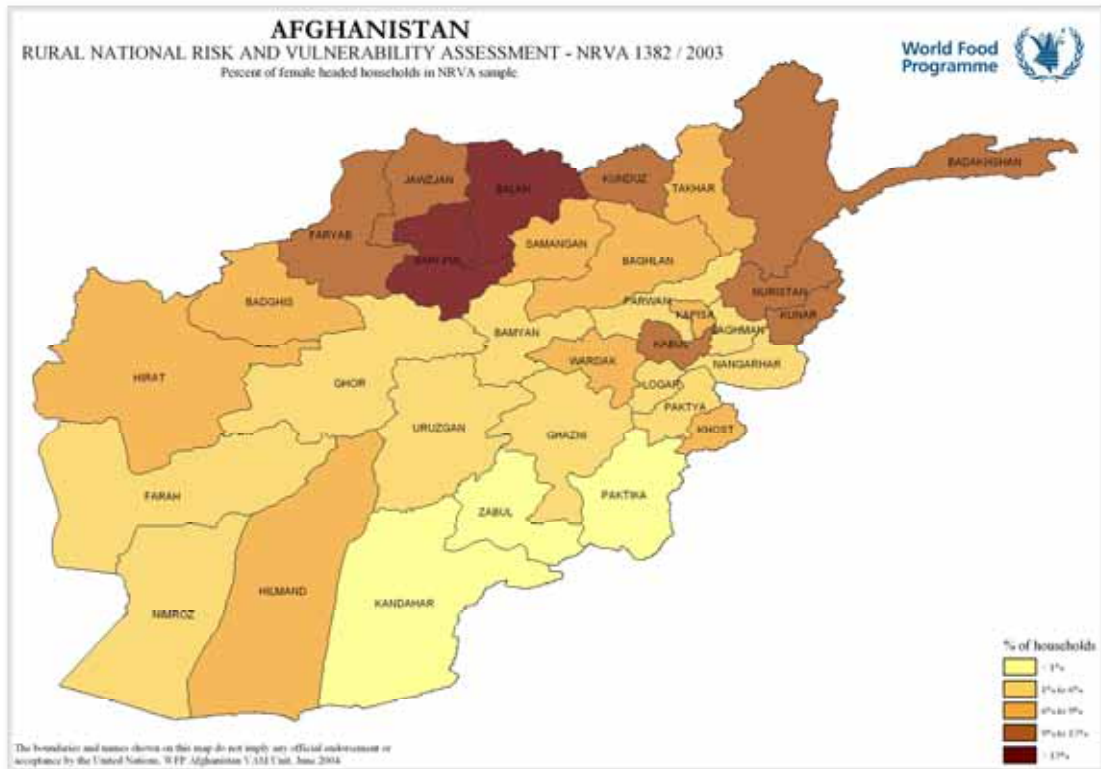 AFGHANISTAN
RURAL NATIONAL RISK AND VULNERABILITY ASSESSMENT - NRVA 1382 / 2003
Percent of female headed households in NRVA sample
World Food
Programme
BADAKHSHAN
JAWZJAN
BALKH
KUNDUZ
TAKHAR
FARYAB
SAMANGAN
BAGHLAN
BADGHIS
NURISTAN
PARWAN
KAPISA
KUNAR
BAMYAN
LAGHMAN
KABUL
HIRAT
WARDAK
NANGARHAR
GHOR
LOGAR
PAKTYA
URUZGAN
GHAZNI
KHOST
FARAH
PAKTIKA
ZABUL
HILMAND
KANDAHAR
NIMROZ
% of households
The boundaries and names shown on this map do not imply any official endorsement or
acceptance by the United Nations. WFP Afghanistan VAM Unit, June 2004